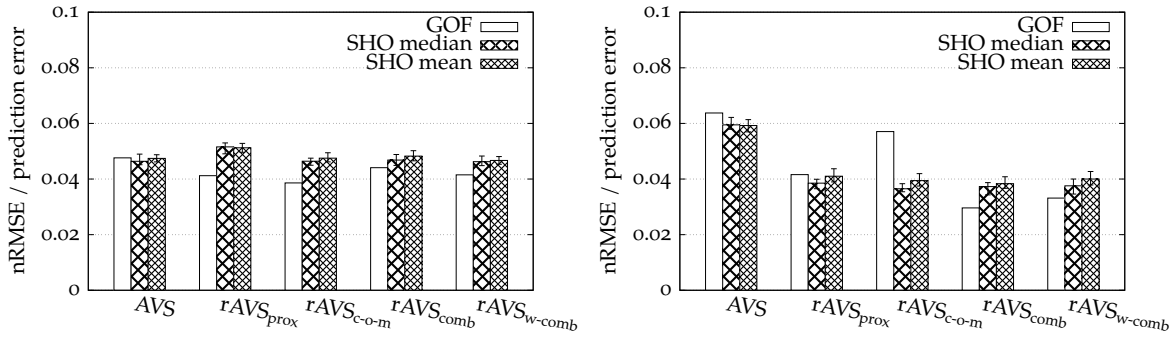 nRMSE / prediction error
0.1
0.08
0.06
0.04
0.02
0
GOF
SHO median
SHO mean
AVS
rAVSprox
rAVSc-o-m
rAVScomb
rAVSw-comb
nRMSE / prediction error
0.1
0.08
0.06
0.04
0.02
0
GOF
SHO median
SHO mean
AVS
rAVSprox
rAVSc-o-m
rAVScomb
rAVSw-comb